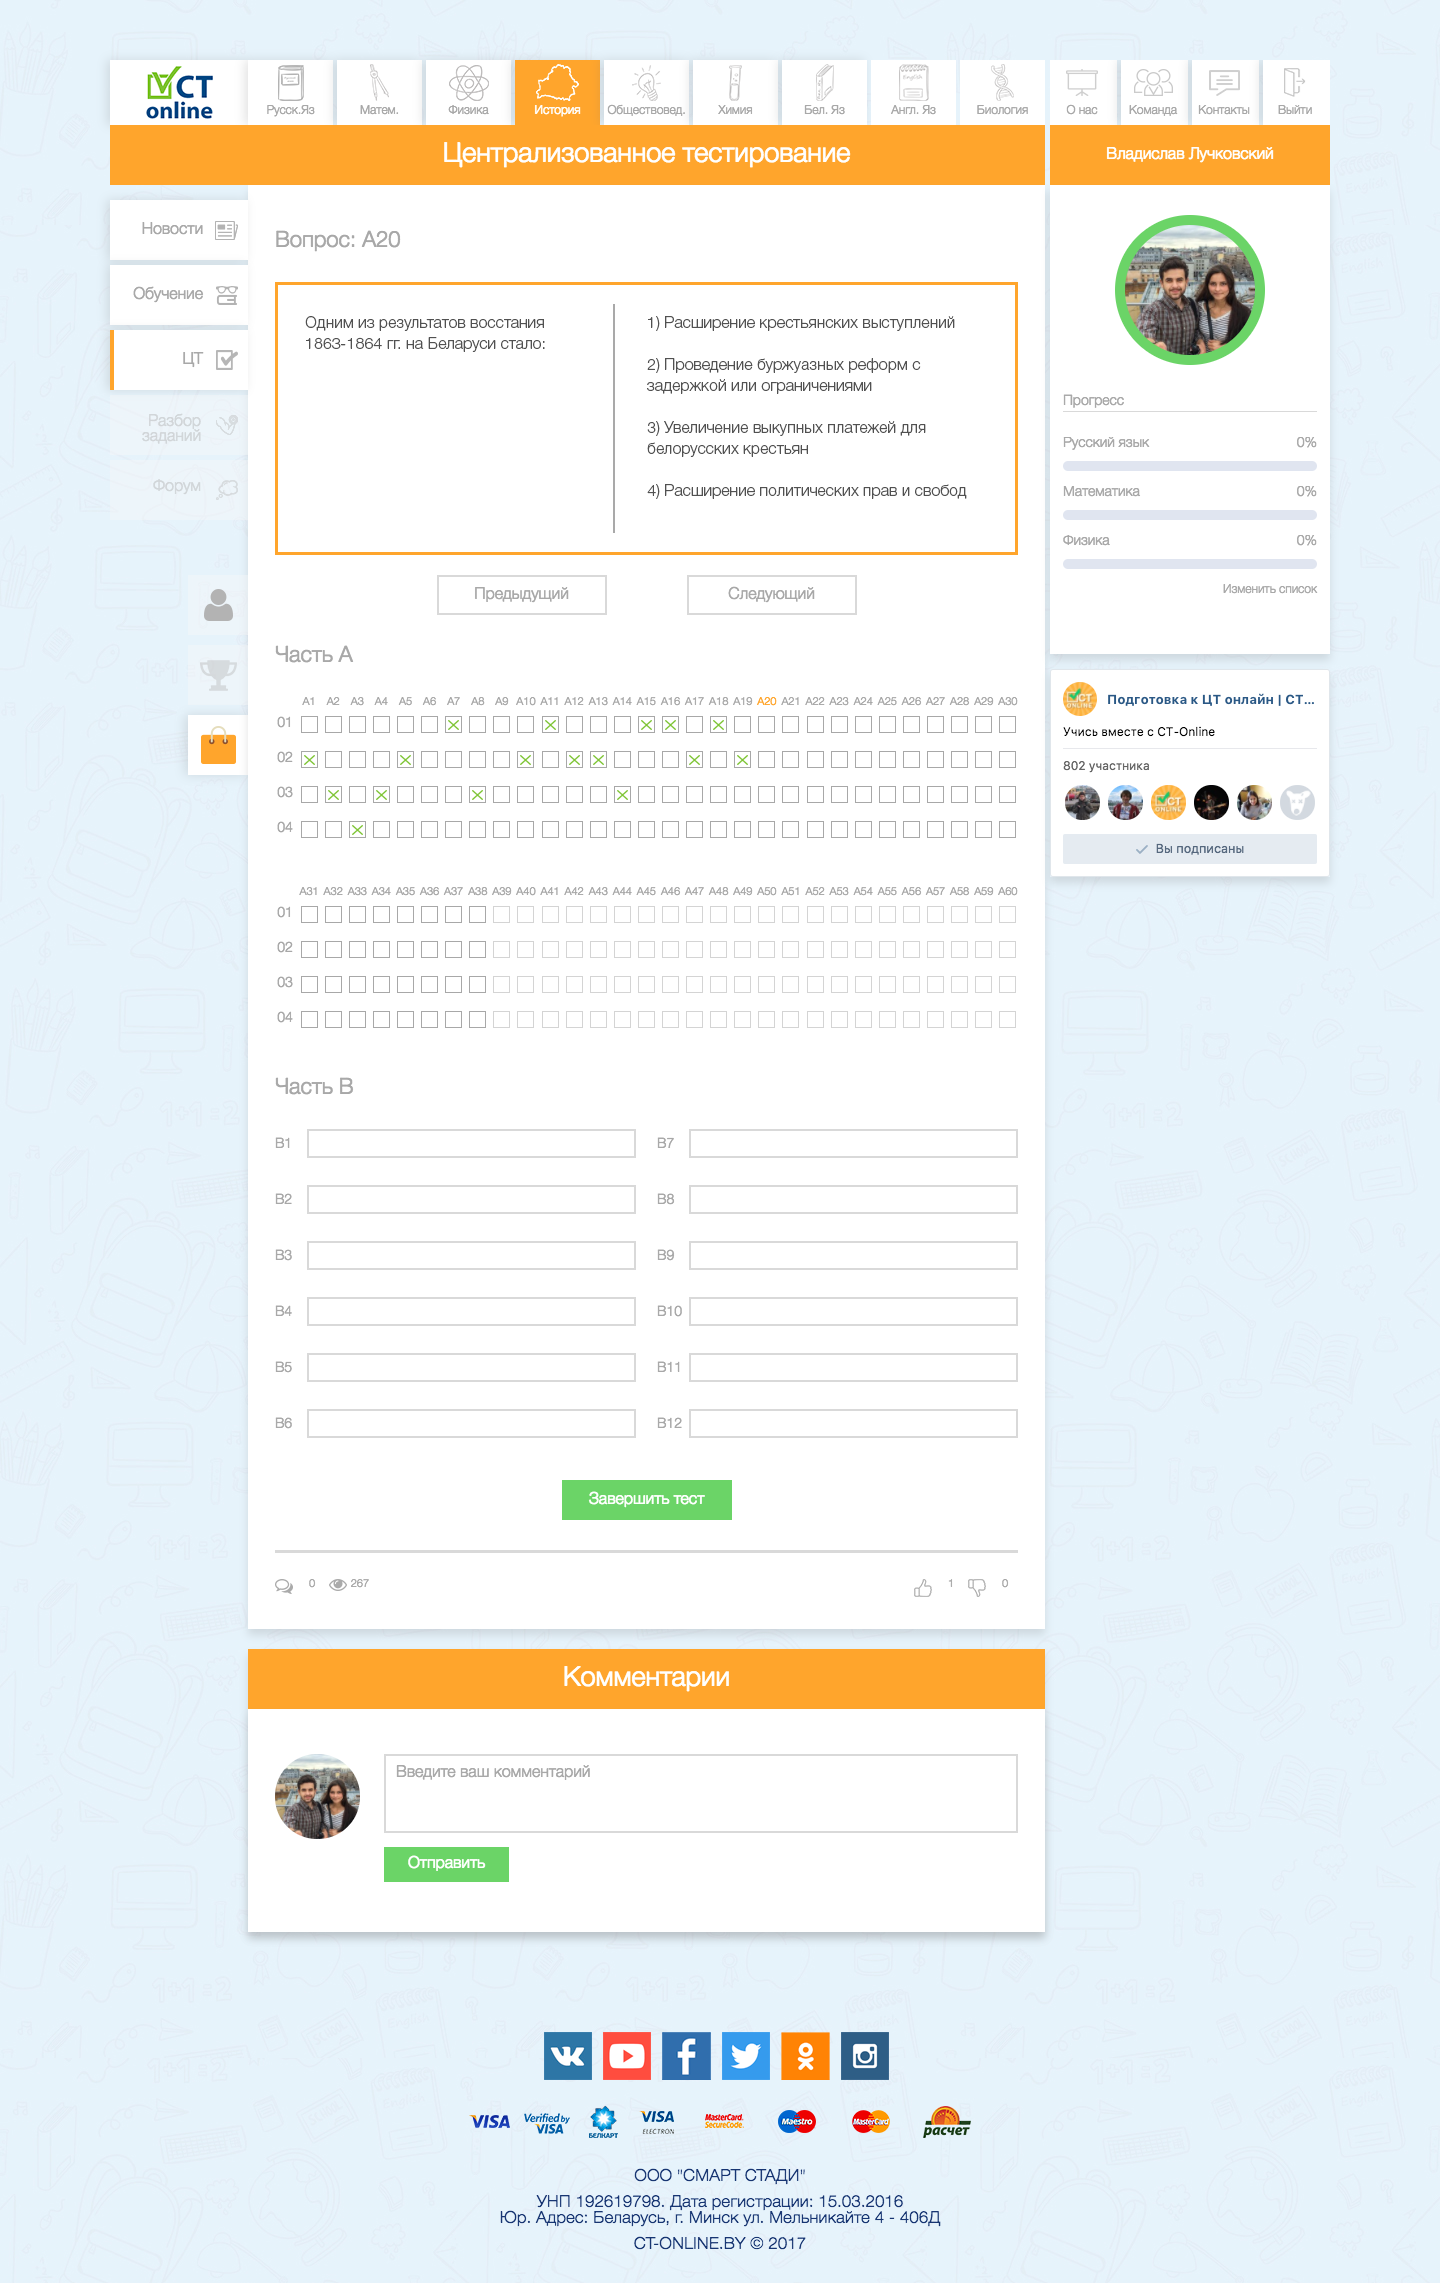 CT
online
Русск.Яз
Матем.
Физика
История
Обществовед.
Химия
Бел. Яз
English
Англ. Яз
Биология
О нас
Команда
Контакты
Выйти
Централизованное тестирование
Владислав Лучковский
Новости
Обучение
ЦТ
Разбор
заданий
Форум
Вопрос: А20
Одним из результатов восстания
1863-1864 гг. на Беларуси стало:
1) Расширение крестьянских выступлений
2) Проведение буржуазных реформ с
задержкой или ограничениями
3) Увеличение выкупных платежей для
белорусских крестьян
4) Расширение политических прав и свобод
Предыдущий
Следующий
Часть А
A1 A2 A3 A4 A5 A6 A7 A8 A9 A10 A11 A12 A13 A14 A15 A16 A17 A18 A19 A20 A21 A22 A23 A24 A25 A26 A27 A28 A29 A30
01
02
03
04
A31 A32 A33 A34 A35 A36 A37 A38 A39 A40 A41 A42 A43 A44 A45 A46 A47 A48 A49 A50 A51 A52 A53 A54 A55 A56 A57 A58 A59 A60
01
02
03
04
Часть В
B1
B7
B2
B8
B3
B9
B4
B10
B5
B11
B6
B12
Завершить тест
0
267
1
0
Прогресс
Русский язык 0%
Математика 0%
Физика 0%
Изменить список
Подготовка к ЦТ онлайн | CT...
Учись вместе с CT-Online
802 участника
Вы подписаны
Комментарии
Введите ваш комментарий
Отправить
VISA
Verified by
VISA
БЕЛКАРТ
VISA
ELECTRON
MasterCard.
SecureCode.
Maestro
MasterCard
расчет
ООО "СМАРТ СТАДИ"
УНП 192619798. Дата регистрации: 15.03.2016
Юр. Адрес: Беларусь, г. Минск ул. Мельникайте 4 - 406Д
CT-ONLINE.BY © 2017